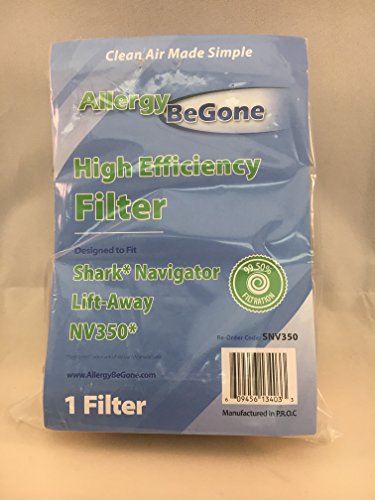 Clean Air Made Simple
Allergy
BeGone
High Efficiency
Filter
Designed to Fit
Shark* Navigator
Lift-Away
NV350*
99.50%
FILTRATION
Re-Order Code: SNV350
www.AllergyBeGone.com
1 Filter
6 09456 13403 3
Manufactured in P.R.O.C